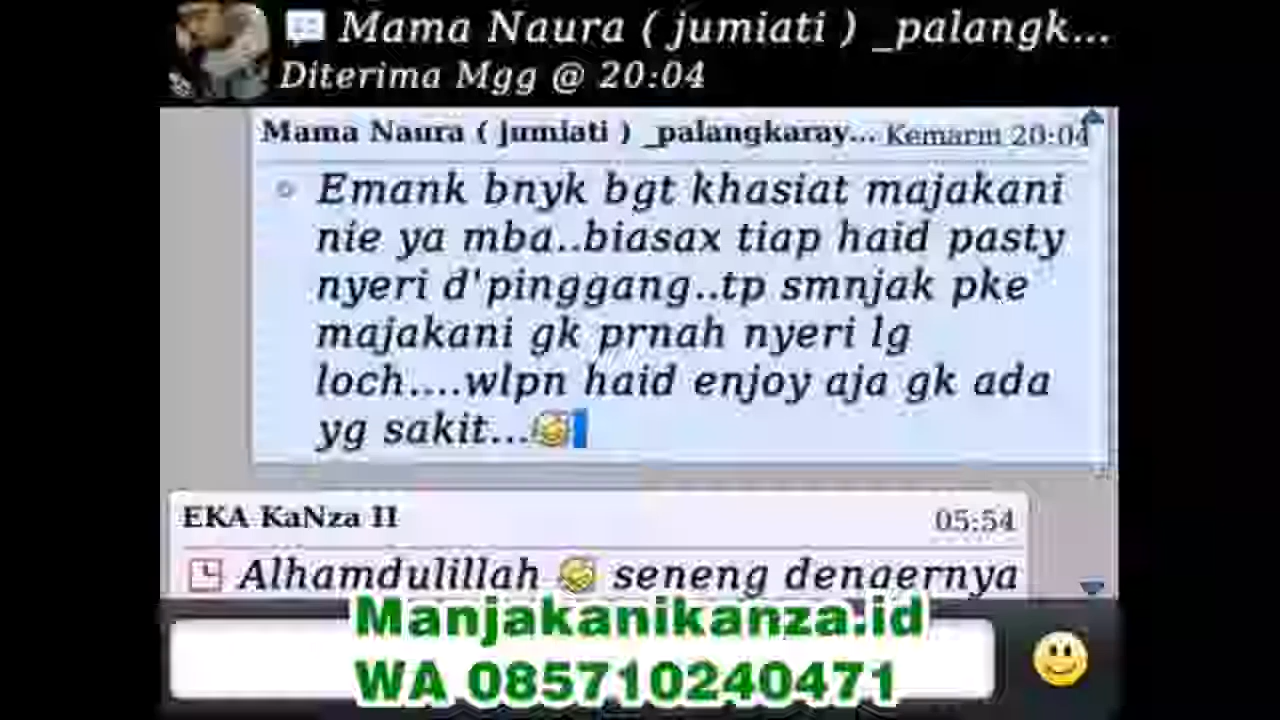 Mama Naura ( jumiati ) _palangk...
Diterima Mgg @ 20:04
Mama Naura ( jumiati ) _palangkaray... Kemarin 20:04
Emank bnyk bgt khasiat majakani
nie ya mba..biasax tiap haid pasty
nyeri d'pinggang..tp smnjak pke
majakani gk prnah nyeri lg
loch....wlpn haid enjoy aja gk ada
yg sakit...
EKA KaNza II 05:54
Alhamdulillah seneng dengernya
Manjakanikanza.id
WA 085710240471